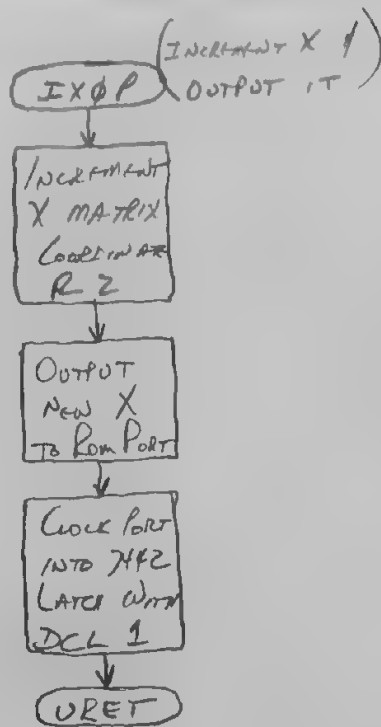 (INCREMENT X
OUTPUT IT
IXØP
INCREMENT
X MATRIX
COORDINATE
R 2
OUTPUT
NEW X
TO ROM PORT
CLOCK PORT
INTO
LATCH WITH
DCL 1
URET